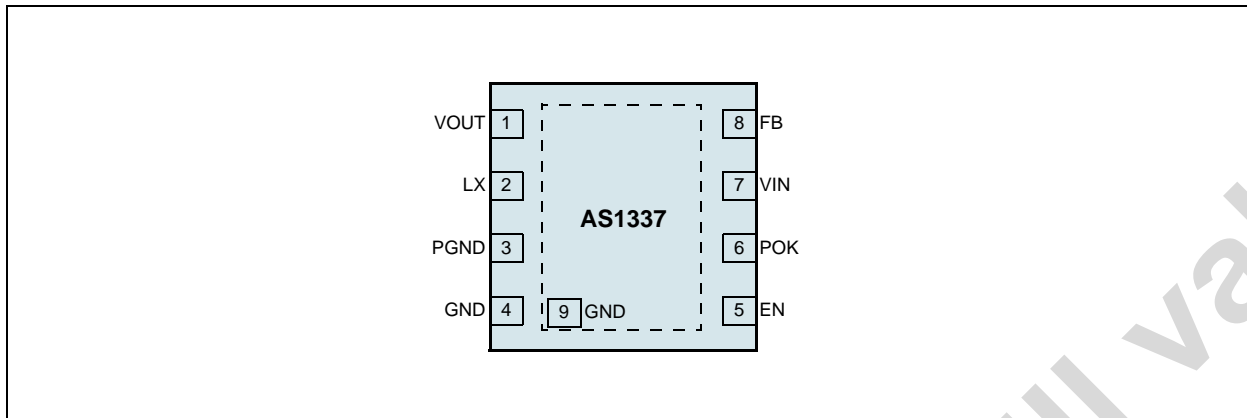 VOUT 1
8 FB
LX 2
7 VIN
AS1337
PGND 3
6 POK
GND 4
9 GND
5 EN